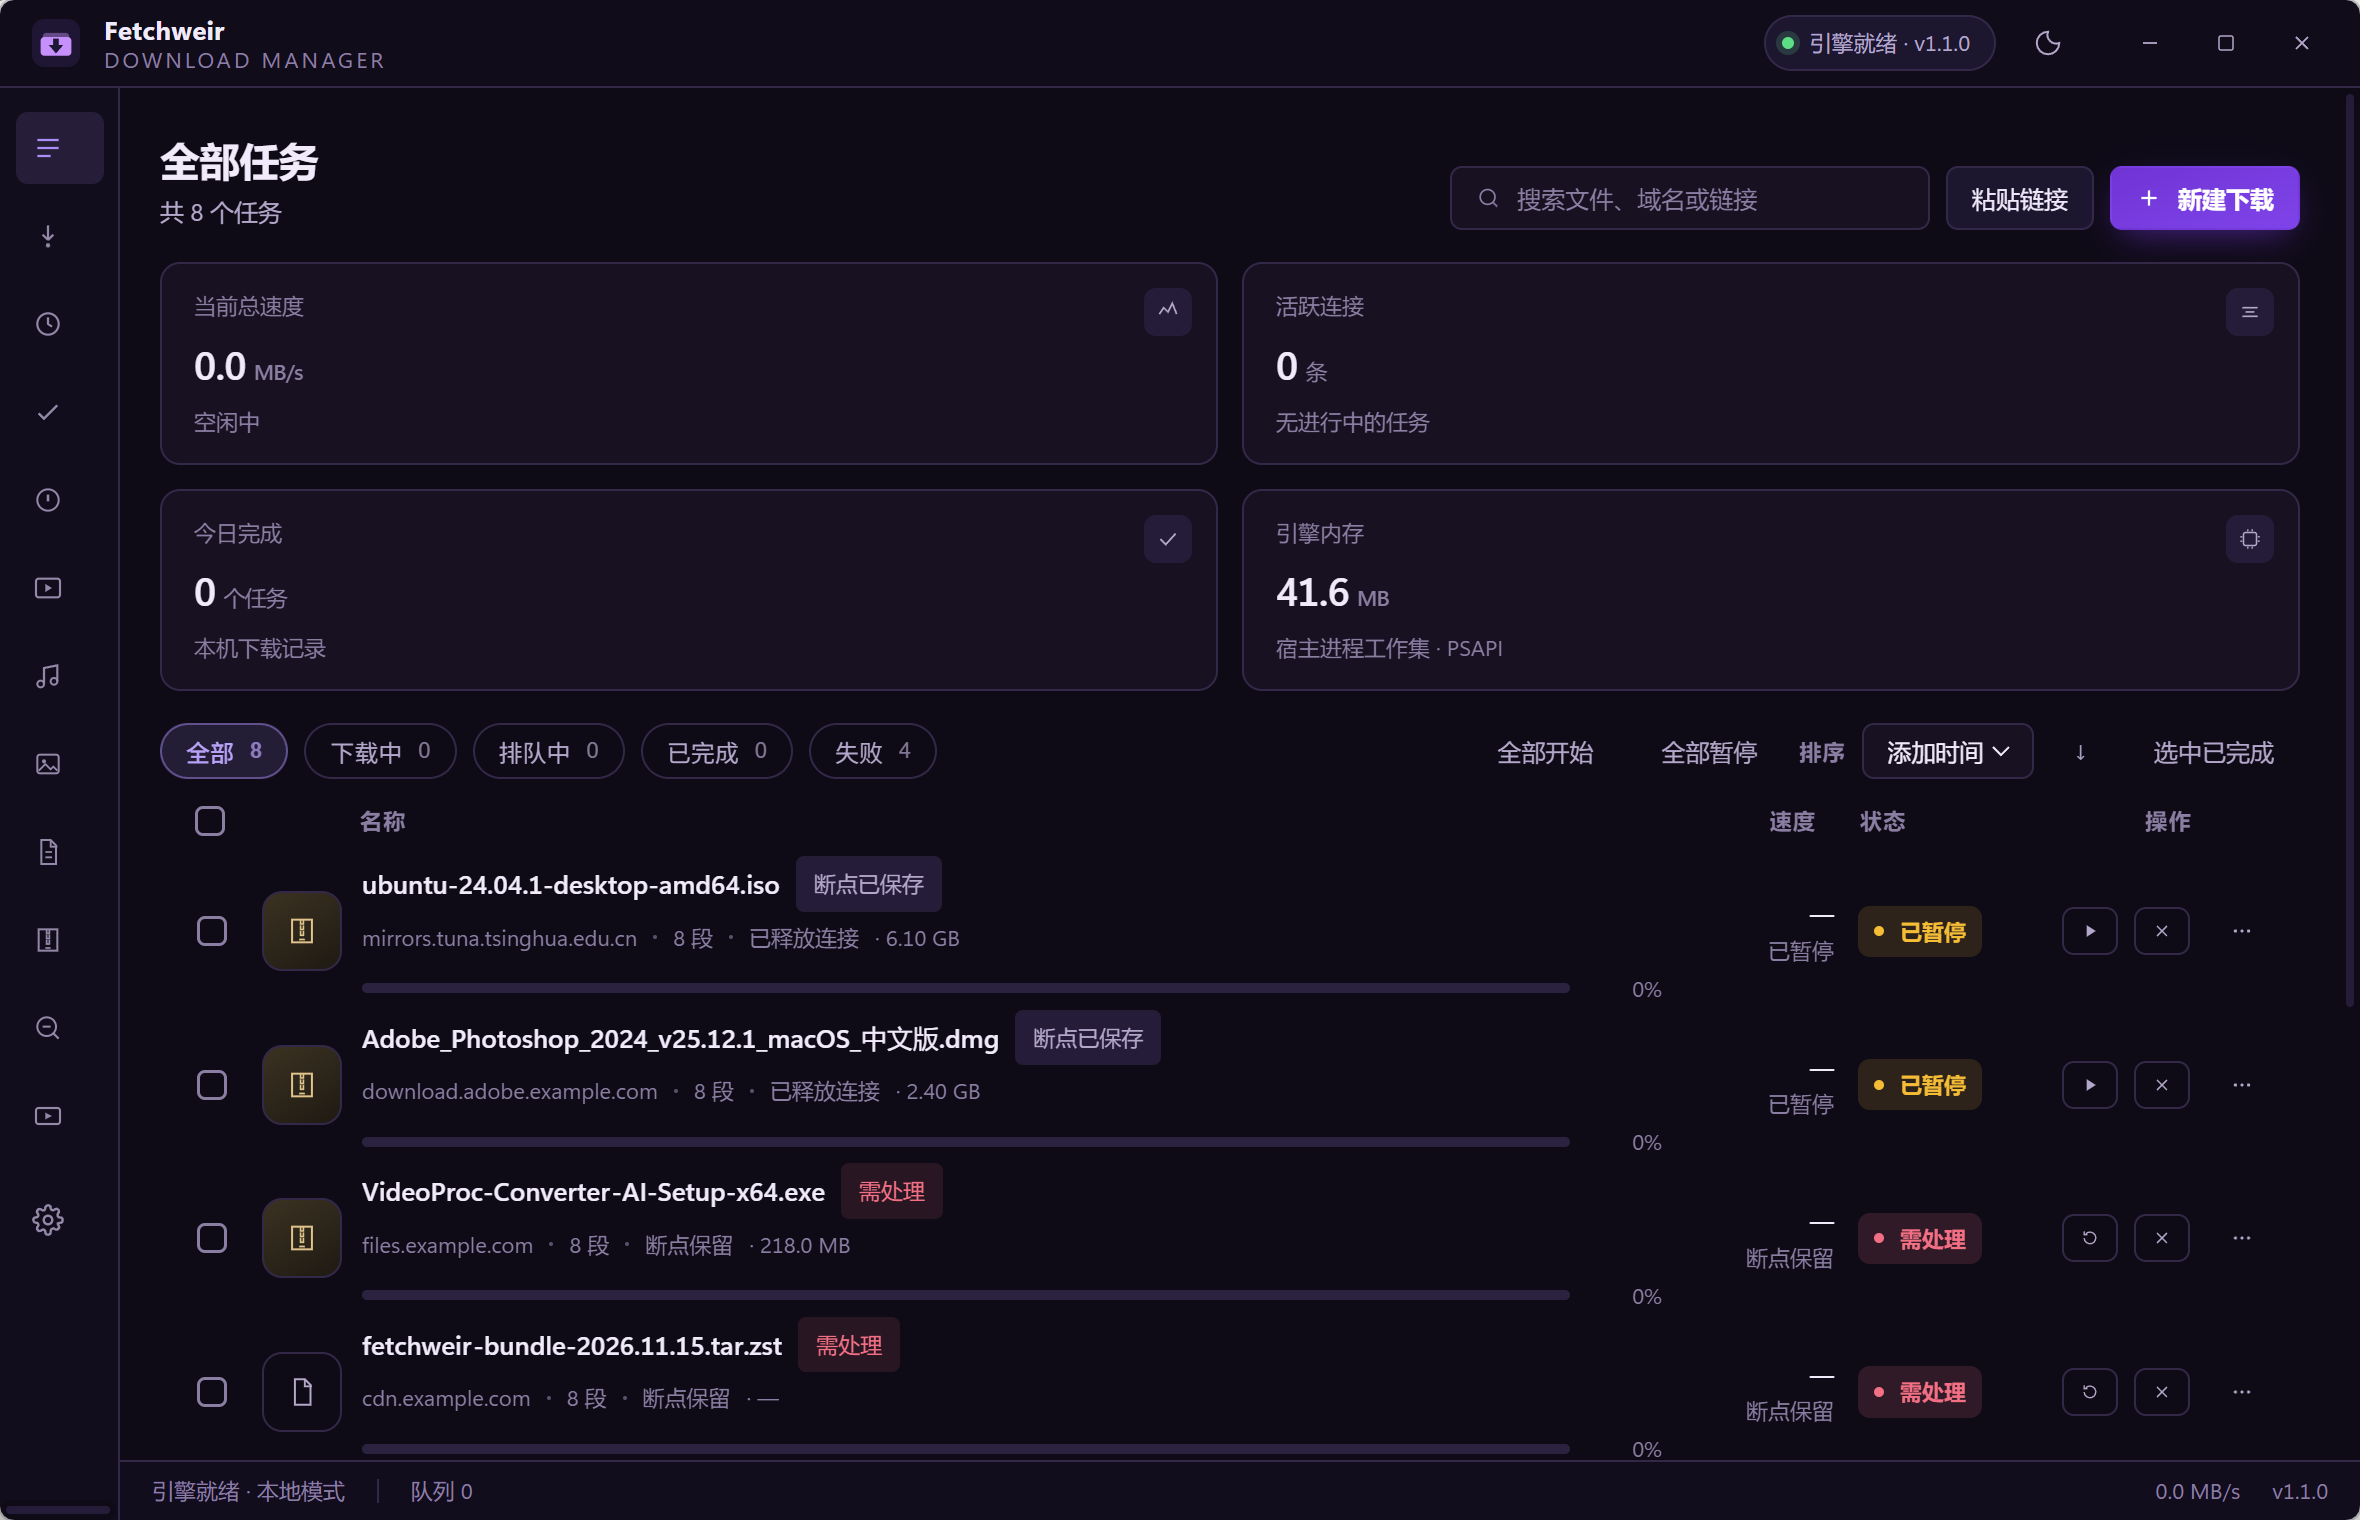 Fetchweir
DOWNLOAD MANAGER
引擎就绪 · v1.1.0
全部任务
共 8 个任务
搜索文件、域名或链接
粘贴链接
新建下载
当前总速度
0.0 MB/s
空闲中
活跃连接
0 条
无进行中的任务
今日完成
0 个任务
本机下载记录
引擎内存
41.6 MB
宿主进程工作集 · PSAPI
全部 8
下载中 0
排队中 0
已完成 0
失败 4
全部开始
全部暂停
排序
添加时间
↓
选中已完成
名称
速度
状态
操作
ubuntu-24.04.1-desktop-amd64.iso 断点已保存
mirrors.tuna.tsinghua.edu.cn · 8 段 · 已释放连接 · 6.10 GB
0%
—
已暂停
已暂停
Adobe_Photoshop_2024_v25.12.1_macOS_中文版.dmg 断点已保存
download.adobe.example.com · 8 段 · 已释放连接 · 2.40 GB
0%
—
已暂停
已暂停
VideoProc-Converter-AI-Setup-x64.exe 需处理
files.example.com · 8 段 · 断点保留 · 218.0 MB
0%
—
断点保留
需处理
fetchweir-bundle-2026.11.15.tar.zst 需处理
cdn.example.com · 8 段 · 断点保留 · —
0%
—
断点保留
需处理
引擎就绪 · 本地模式
队列 0
0.0 MB/s
v1.1.0